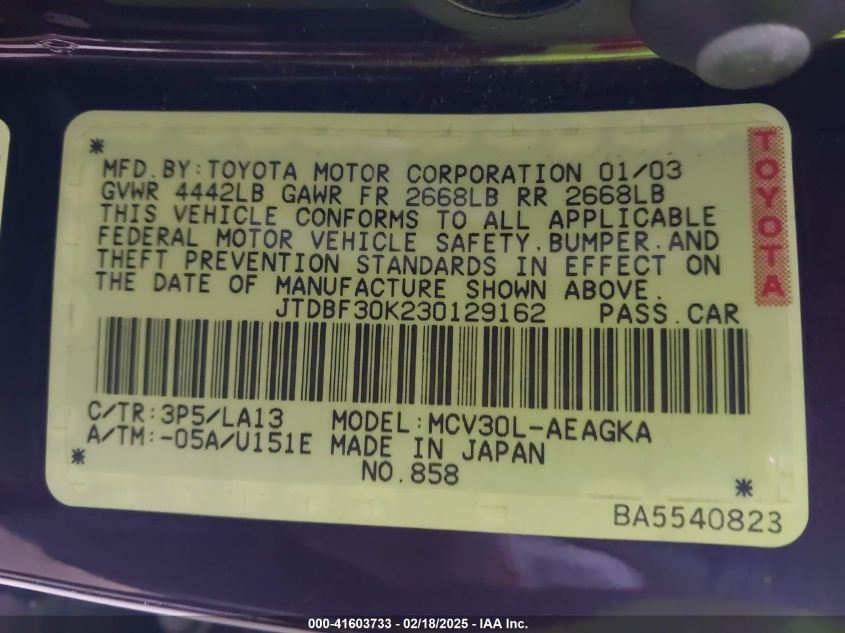 MFD.BY:TOYOTA MOTOR CORPORATION 01/03
GVWR 4442LB GAWR FR 2668LB RR 2668LB
THIS VEHICLE CONFORMS TO ALL APPLICABLE
FEDERAL MOTOR VEHICLE SAFETY,BUMPER,AND
THEFT PREVENTION STANDARDS IN EFFECT ON
THE DATE OF MANUFACTURE SHOWN ABOVE.
JTDBF30K230129162 PASS.CAR
C/TR:3P5/LA13 MODEL:MCV30L-AEAGKA
A/TM:-05A/U151E MADE IN JAPAN
NO.858
BA5540823
TOYOTA
000-41603733 - 02/18/2025 - IAA Inc.